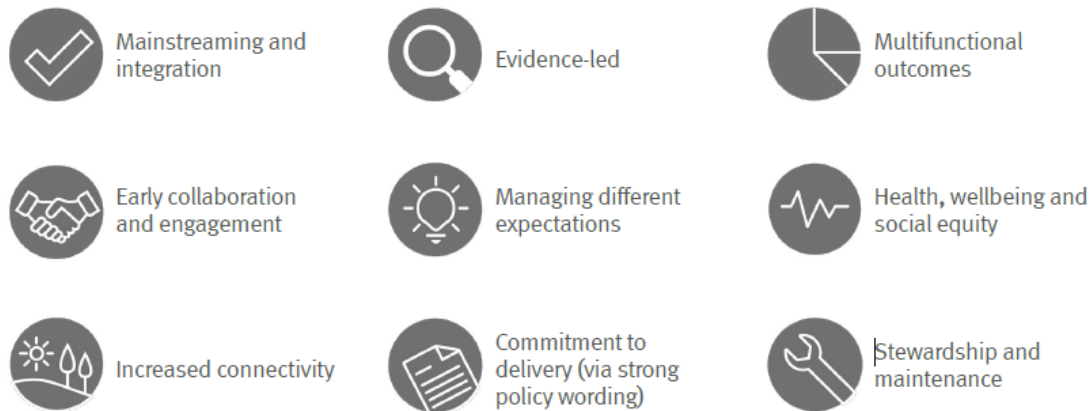 Mainstreaming and
integration
Evidence-led
Multifunctional
outcomes
Early collaboration
and engagement
Managing different
expectations
Health, wellbeing and
social equity
Increased connectivity
Commitment to
delivery (via strong
policy wording)
Stewardship and
maintenance